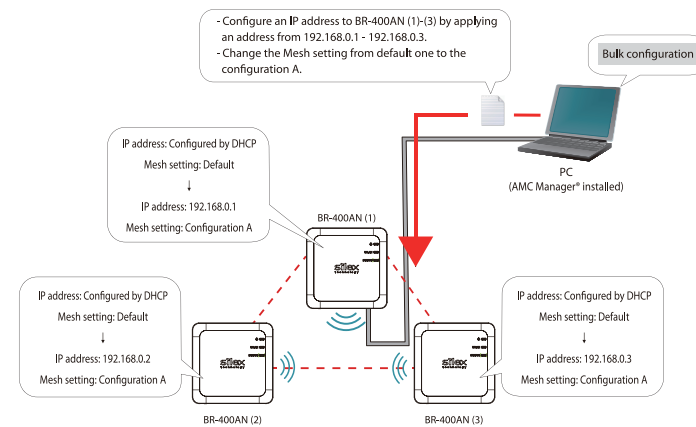 - Configure an IP address to BR-400AN (1)-(3) by applying
an address from 192.168.0.1 - 192.168.0.3.
- Change the Mesh setting from default one to the
configuration A.
Bulk configuration
PC
(AMC Manager® installed)
IP address: Configured by DHCP
Mesh setting: Default
↓
IP address: 192.168.0.1
Mesh setting: Configuration A
BR-400AN (1)
silex
technology
IP address: Configured by DHCP
Mesh setting: Default
↓
IP address: 192.168.0.2
Mesh setting: Configuration A
silex
technology
BR-400AN (2)
IP address: Configured by DHCP
Mesh setting: Default
↓
IP address: 192.168.0.3
Mesh setting: Configuration A
silex
technology
BR-400AN (3)